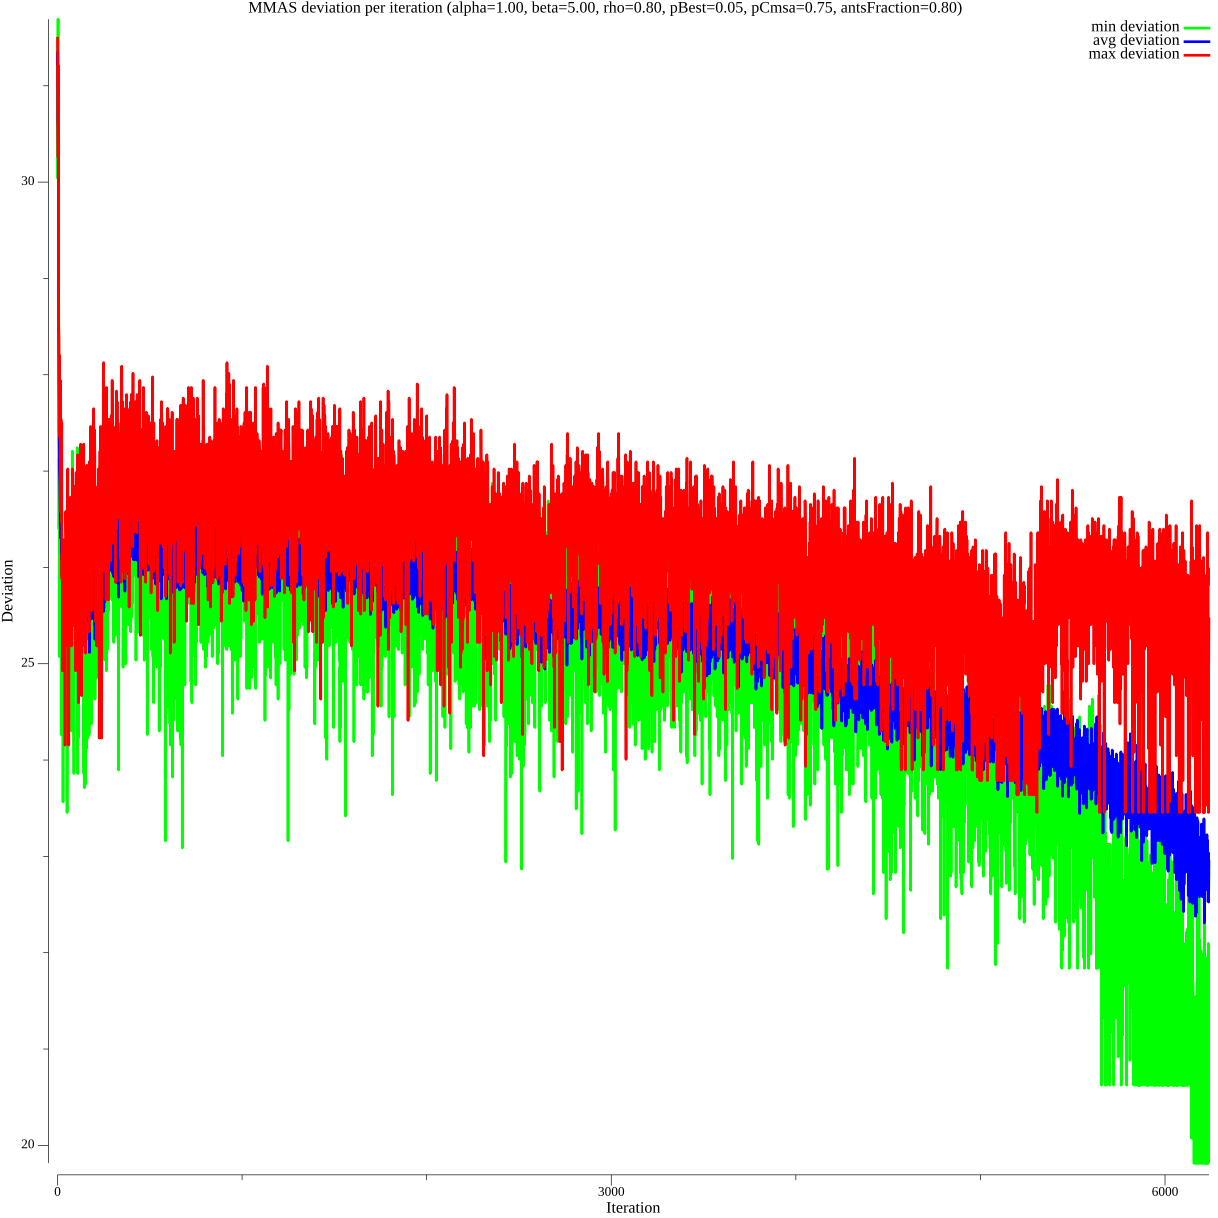 MMAS deviation per iteration (alpha=1.00, beta=5.00, rho=0.80, pBest=0.05, pCmsa=0.75, antsFraction=0.80)
min deviation
avg deviation
max deviation
30
25
20
Deviation
0
3000
6000
Iteration